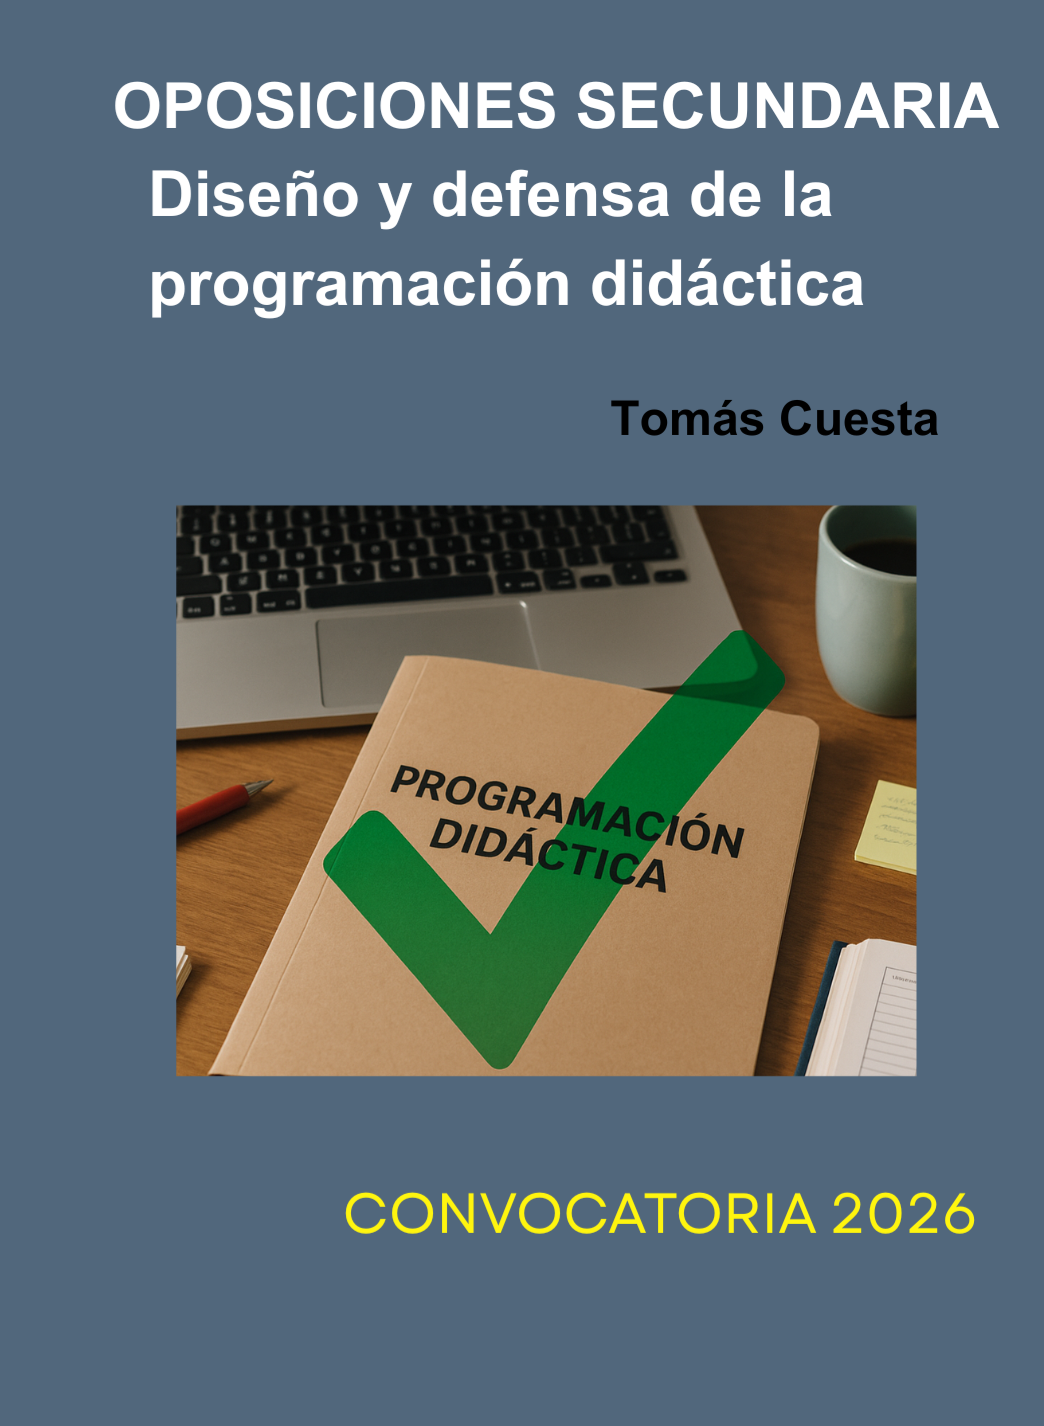 OPOSICIONES SECUNDARIA
Diseño y defensa de la
programación didáctica
Tomás Cuesta
PROGRAMACIÓN
DIDÁCTICA
CONVOCATORIA 2026